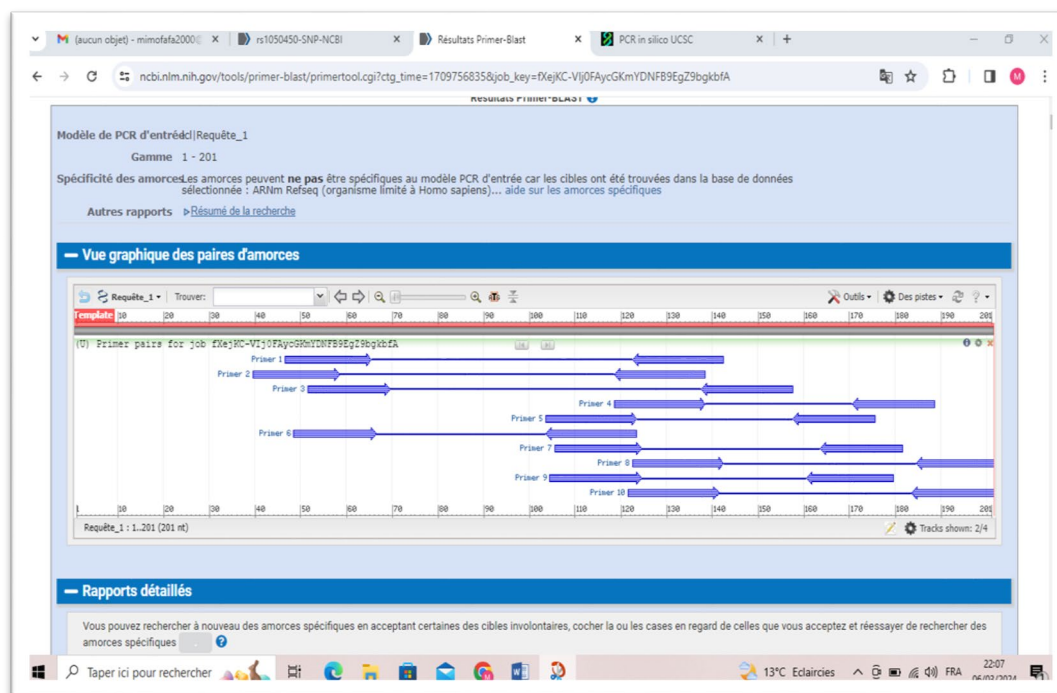 (aucun objet) - mimofafa2000@
rs1050450-SNP-NCBI
Résultats Primer-Blast
PCR in silico UCSC
ncbi.nlm.nih.gov/tools/primer-blast/primertool.cgi?ctg_time=1709756835&job_key=fXejKC-VIj0FAycGKmYDNFB9EgZ9bgkbfA
M
Résultats Primer-BLAST
Modèle de PCR d'entrée lcl|Requête_1
Gamme 1 - 201
Spécificité des amorces Les amorces peuvent ne pas être spécifiques au modèle PCR d'entrée car les cibles ont été trouvées dans la base de données
sélectionnée : ARNm Refseq (organisme limité à Homo sapiens)... aide sur les amorces spécifiques
Autres rapports Résumé de la recherche
Vue graphique des paires d'amorces
Requête_1 Trouver: Outils Des pistes ?
Template 10 20 30 40 50 60 70 80 90 100 110 120 130 140 150 160 170 180 190 201
(U) Primer pairs for job fXejKC-VIj0FAycGKmYDNFB9EgZ9bgkbfA
Primer 1
Primer 2
Primer 3
Primer 4
Primer 5
Primer 6
Primer 7
Primer 8
Primer 9
Primer 10
1 10 20 30 40 50 60 70 80 90 100 110 120 130 140 150 160 170 180 190 201
Requête_1 : 1..201 (201 nt) Tracks shown: 2/4
Rapports détaillés
Vous pouvez rechercher à nouveau des amorces spécifiques en acceptant certaines des cibles involontaires, cocher la ou les cases en regard de celles que vous acceptez et réessayer de rechercher des
amorces spécifiques . ?
Taper ici pour rechercher 13°C Eclaircies FRA 22:07
06/03/2024